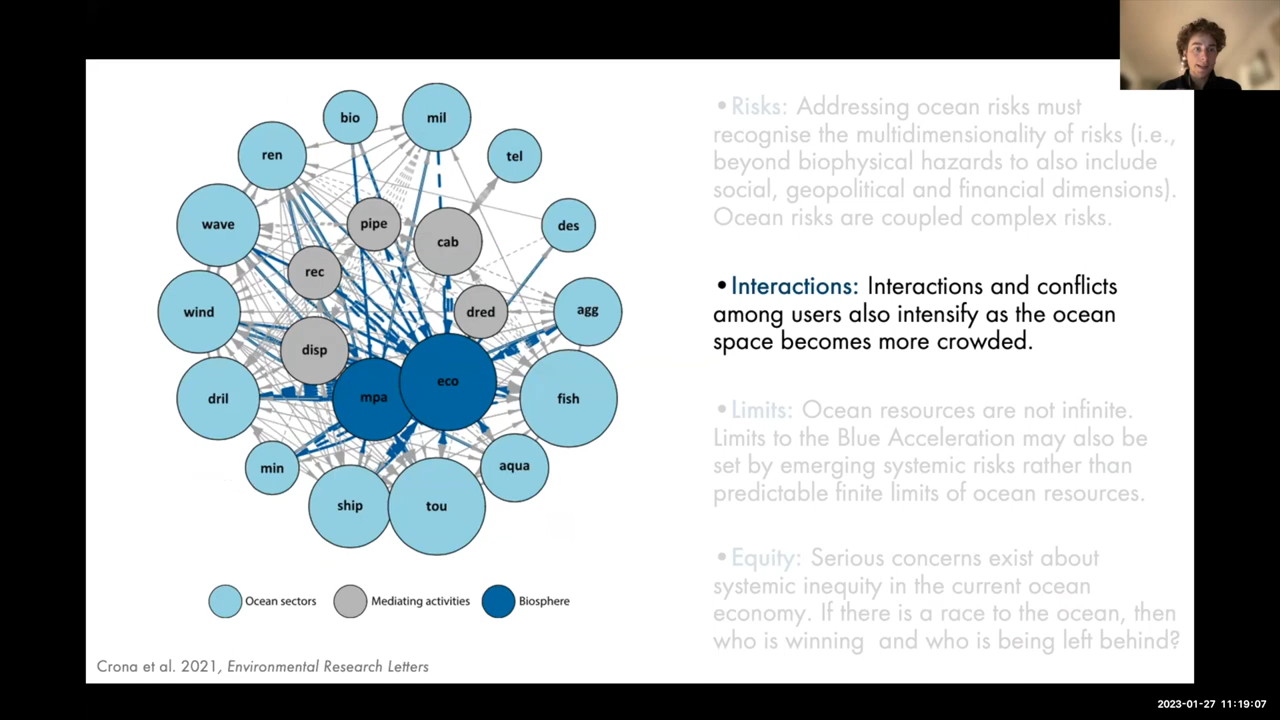 bio
mil
ren
tel
wave
pipe
cab
des
rec
wind
dred
agg
disp
eco
mpa
dril
fish
min
aqua
ship
tou
Ocean sectors
Mediating activities
Biosphere
Crona et al. 2021, Environmental Research Letters
•Risks: Addressing ocean risks must
recognise the multidimensionality of risks (i.e.,
beyond biophysical hazards to also include
social, geopolitical and financial dimensions).
Ocean risks are coupled complex risks.
•Interactions: Interactions and conflicts
among users also intensify as the ocean
space becomes more crowded.
•Limits: Ocean resources are not infinite.
Limits to the Blue Acceleration may also be
set by emerging systemic risks rather than
predictable finite limits of ocean resources.
•Equity: Serious concerns exist about
systemic inequity in the current ocean
economy. If there is a race to the ocean, then
who is winning and who is being left behind?
2023-01-27 11:19:07